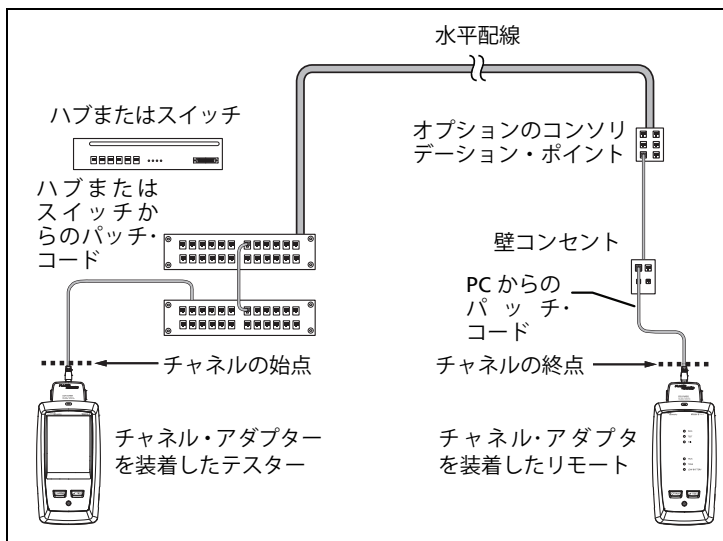 水平配線
ハブまたはスイッチ
オプションのコンソリ
デーション・ポイント
ハブまたは
スイッチか
らのパッチ・
コード
壁コンセント
PC からの
パッチ・
コード
チャネルの始点
チャネルの終点
チャネル・アダプター
を装着したテスター
チャネル・アダプタ
を装着したリモート